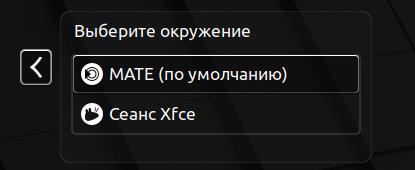 Выберите окружение
MATE (по умолчанию)
Сеанс Xfce